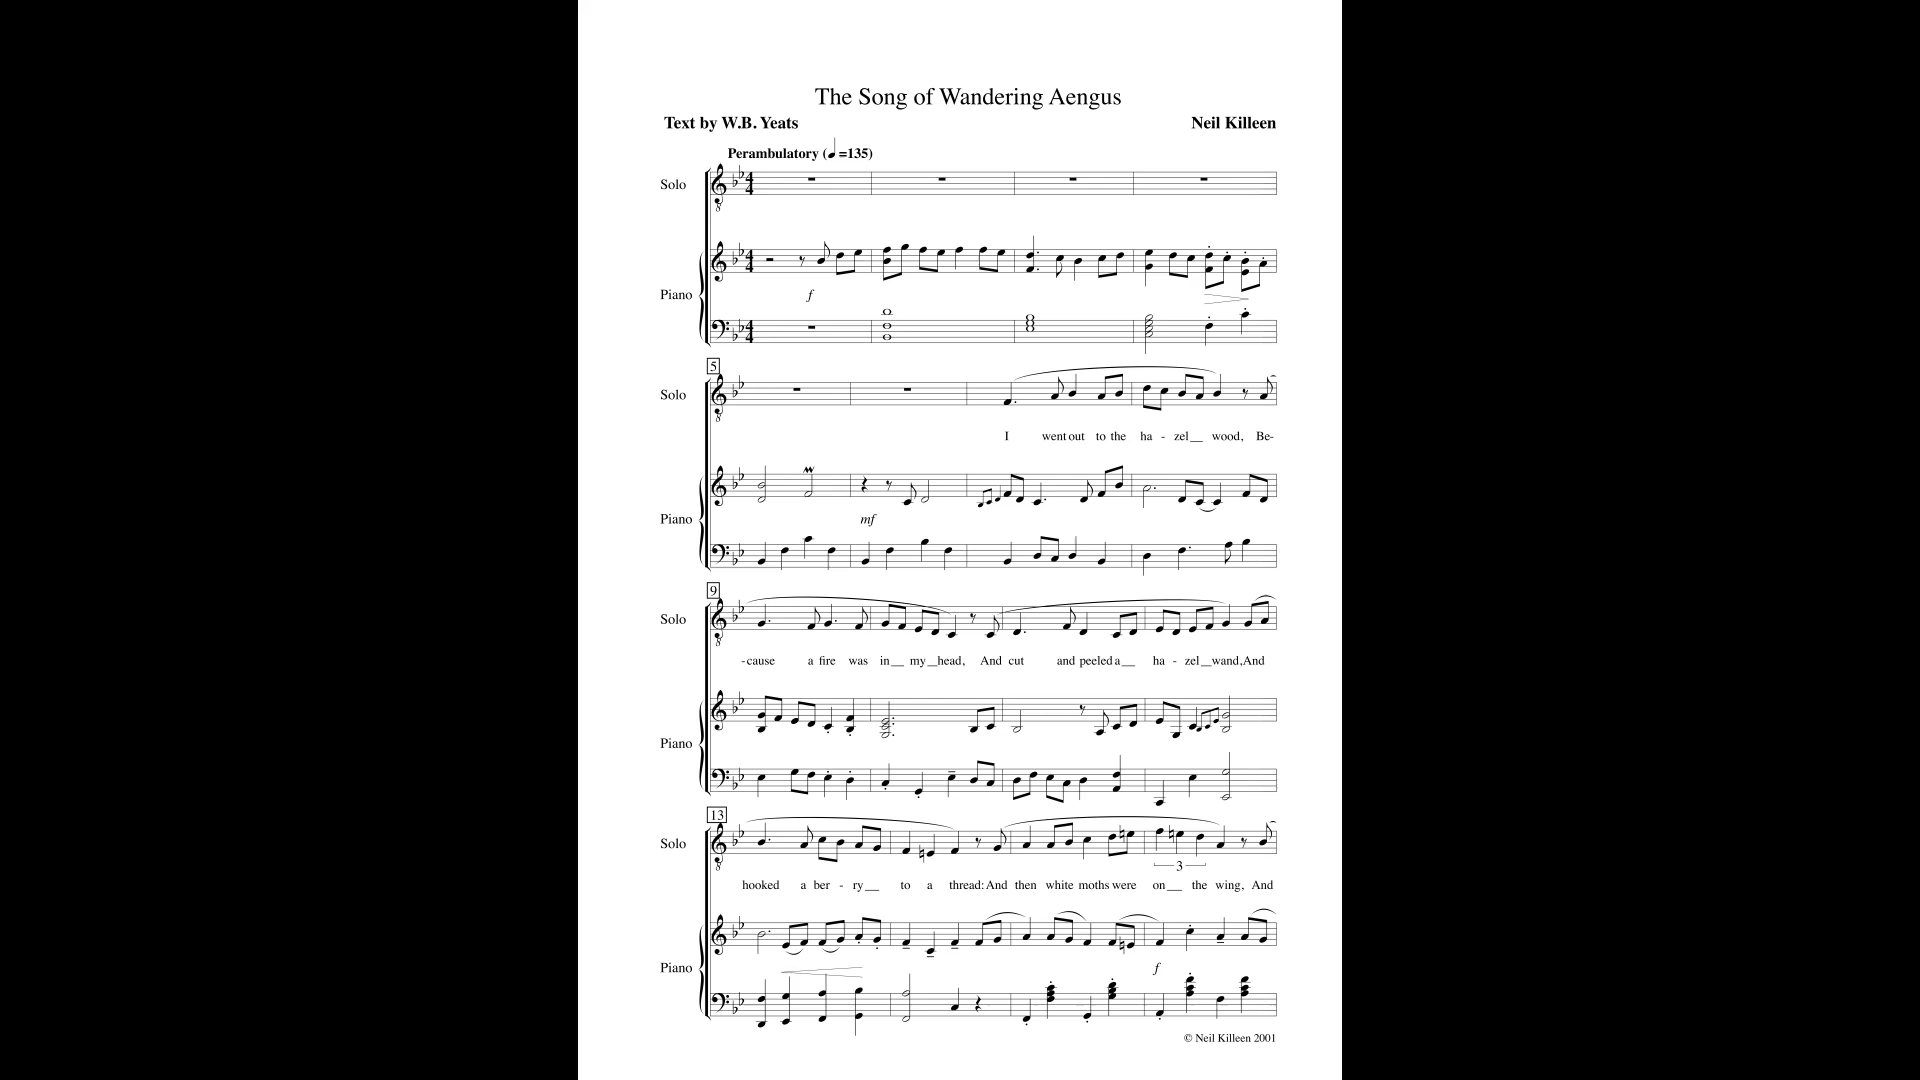 The Song of Wandering Aengus
Text by W.B. Yeats
Neil Killeen
Perambulatory (♩=135)
Solo
Piano
f
5
Solo
I went out to the ha - zel__ wood, Be-
Piano
mf
9
Solo
-cause a fire was in__ my__head, And cut and peeled a__ ha - zel__wand,And
Piano
13
Solo
3
hooked a ber - ry__ to a thread: And then white moths were on__ the wing, And
Piano
f
© Neil Killeen 2001